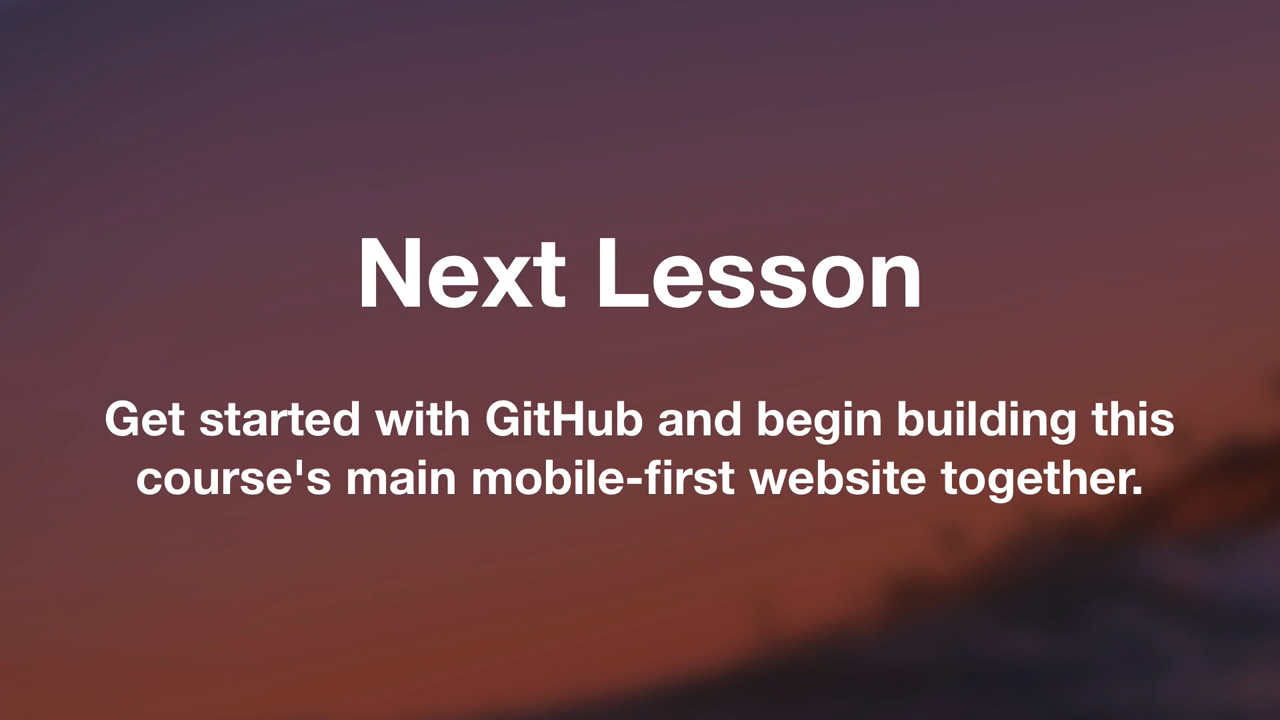 Next Lesson
Get started with GitHub and begin building this
course's main mobile-first website together.